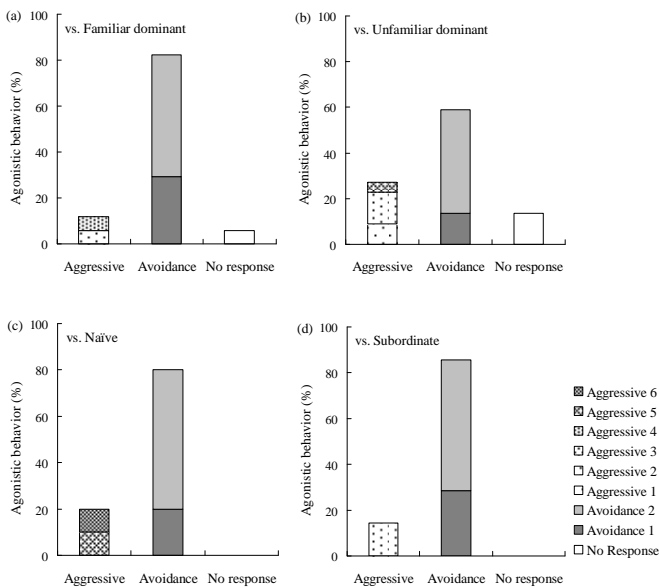 (a)
vs. Familiar dominant
Agonistic behavior (%)
100
80
60
40
20
0
Aggressive Avoidance No response
(b)
vs. Unfamiliar dominant
Agonistic behavior (%)
100
80
60
40
20
0
Aggressive Avoidance No response
(c)
vs. Naïve
Agonistic behavior (%)
100
80
60
40
20
0
Aggressive Avoidance No response
(d)
vs. Subordinate
Agonistic behavior (%)
100
80
60
40
20
0
Aggressive Avoidance No response
Aggressive 6
Aggressive 5
Aggressive 4
Aggressive 3
Aggressive 2
Aggressive 1
Avoidance 2
Avoidance 1
No Response